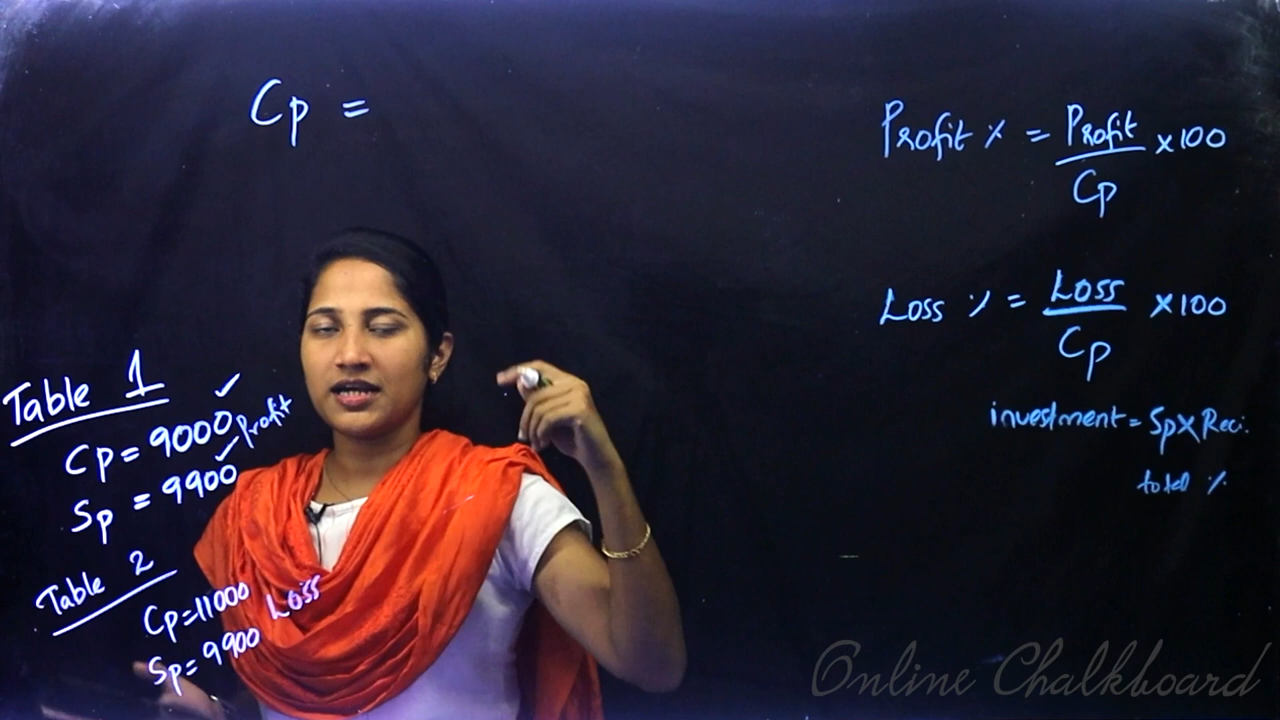 Cp =
Profit % = Profit / Cp × 100
Loss % = Loss / Cp × 100
investment = Sp × Reci.
total %
Table 1
Cp = 9000 ✓
Sp = 9900 ✓ Profit
Table 2
Cp = 11000
Sp = 9900 Loss
Online Chalkboard